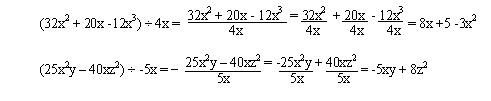 (32x² + 20x -12x³) ÷ 4x = 32x² + 20x - 12x³ / 4x = 32x² / 4x + 20x / 4x - 12x³ / 4x = 8x +5 -3x²
(25x²y – 40xz²) ÷ -5x = – 25x²y – 40xz² / 5x = -25x²y / 5x + 40xz² / 5x = -5xy + 8z²